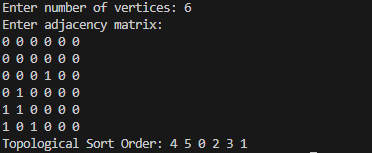 Enter number of vertices: 6
Enter adjacency matrix:
0 0 0 0 0 0
0 0 0 0 0 0
0 0 0 1 0 0
0 1 0 0 0 0
1 1 0 0 0 0
1 0 1 0 0 0
Topological Sort Order: 4 5 0 2 3 1